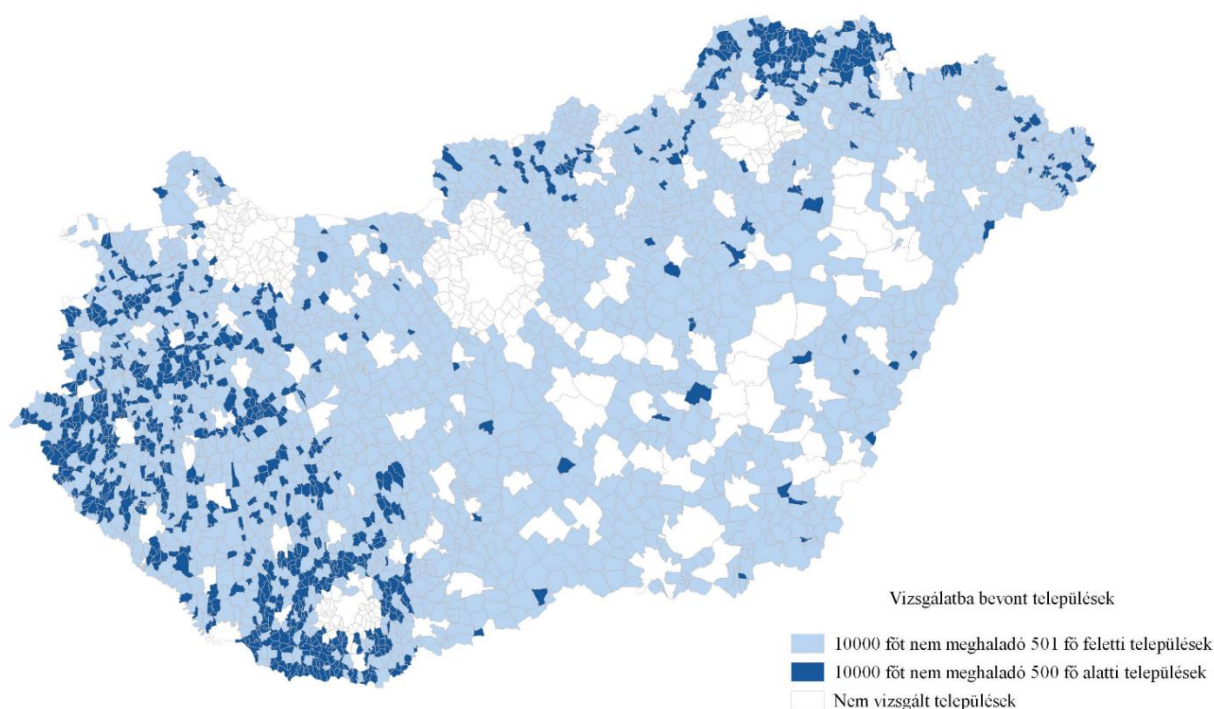 Vizsgálatba bevont települések
10000 főt nem meghaladó 501 fő feletti települések
10000 főt nem meghaladó 500 fő alatti települések
Nem vizsgált települések